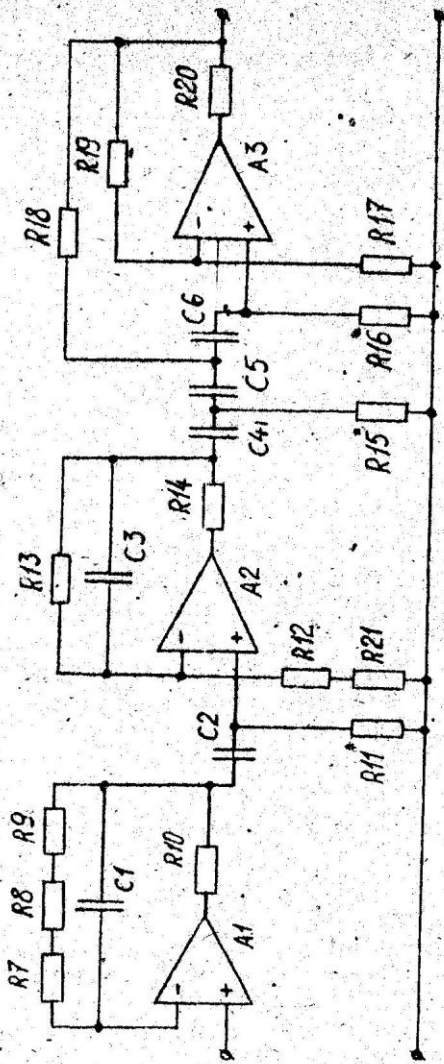 R7
R8
R9
C1
R10
A1
-
+
C2
R11
*
R13
C3
R14
A2
-
+
R12
R21
C4
C5
C6
R15
*
R16
*
R17
R18
R19
R20
A3
-
+